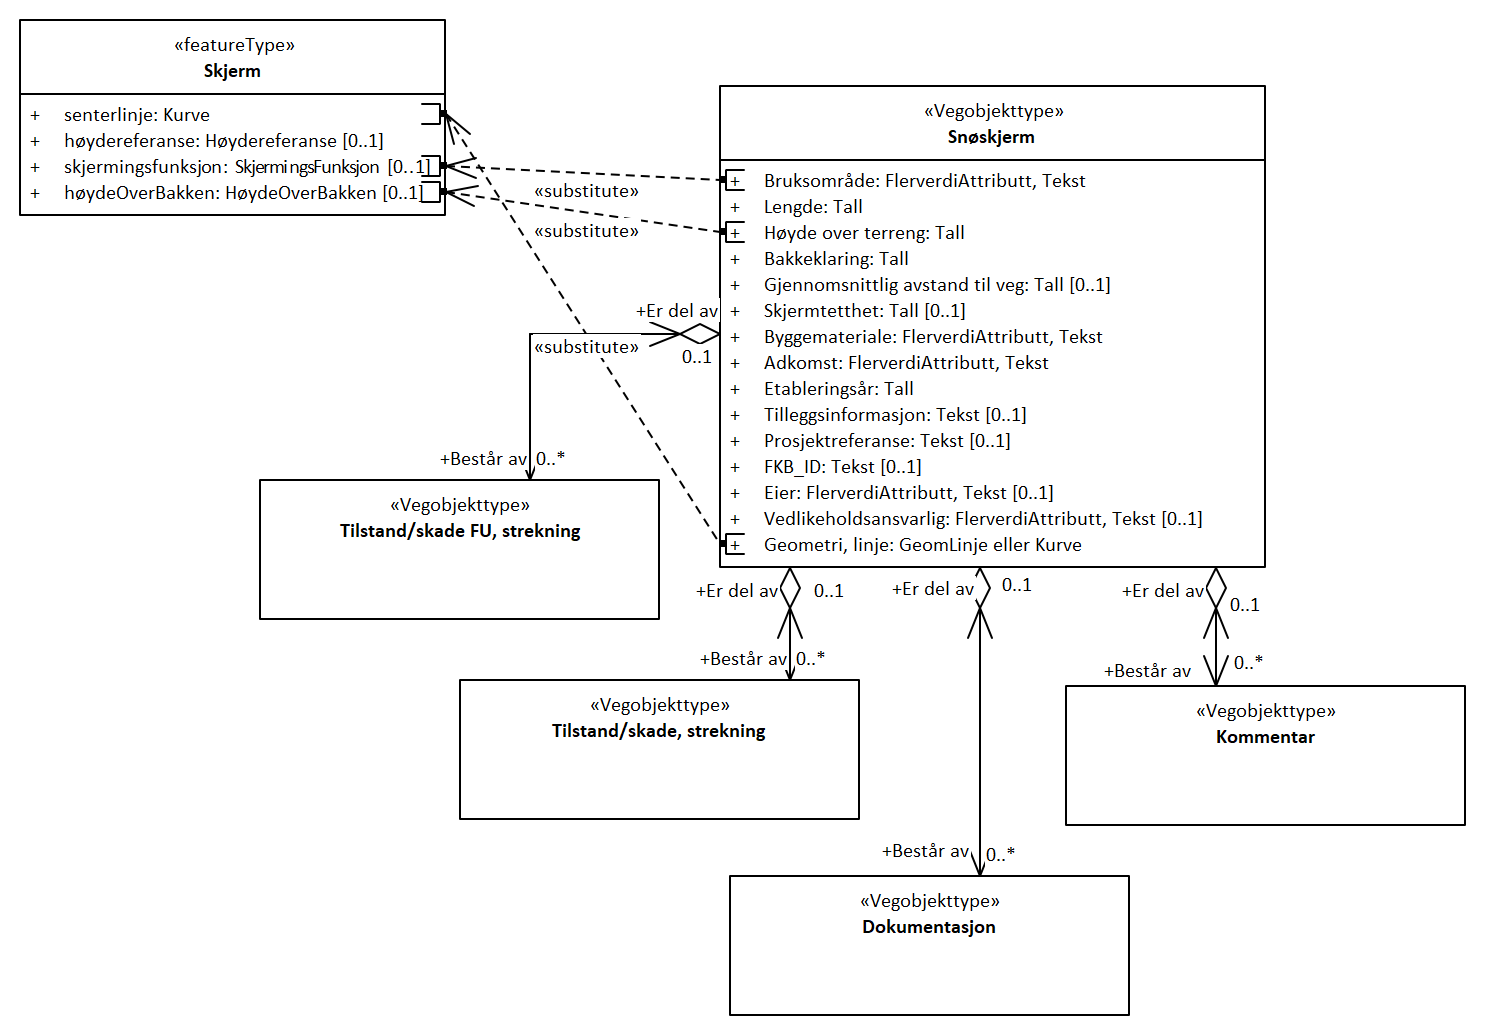 «featureType»
Skjerm
+ senterlinje: Kurve
+ høydereferanse: Høydereferanse [0..1]
+ skjermingsfunksjon: SkjermingsFunksjon [0..1]
+ høydeOverBakken: HøydeOverBakken [0..1]
«Vegobjekttype»
Snøskjerm
+ Bruksområde: FlerverdiAttributt, Tekst
+ Lengde: Tall
+ Høyde over terreng: Tall
+ Bakkeklaring: Tall
+ Gjennomsnittlig avstand til veg: Tall [0..1]
+ Skjermtetthet: Tall [0..1]
+ Byggemateriale: FlerverdiAttributt, Tekst
+ Adkomst: FlerverdiAttributt, Tekst
+ Etableringsår: Tall
+ Tilleggsinformasjon: Tekst [0..1]
+ Prosjektreferanse: Tekst [0..1]
+ FKB_ID: Tekst [0..1]
+ Eier: FlerverdiAttributt, Tekst [0..1]
+ Vedlikeholdsansvarlig: FlerverdiAttributt, Tekst [0..1]
+ Geometri, linje: GeomLinje eller Kurve
«substitute»
«substitute»
+Er del av
«substitute»
0..1
+Består av 0..*
«Vegobjekttype»
Tilstand/skade FU, strekning
+Er del av 0..1
+Består av 0..*
«Vegobjekttype»
Tilstand/skade, strekning
+Er del av 0..1
+Består av 0..*
«Vegobjekttype»
Dokumentasjon
+Er del av 0..1
+Består av 0..*
«Vegobjekttype»
Kommentar